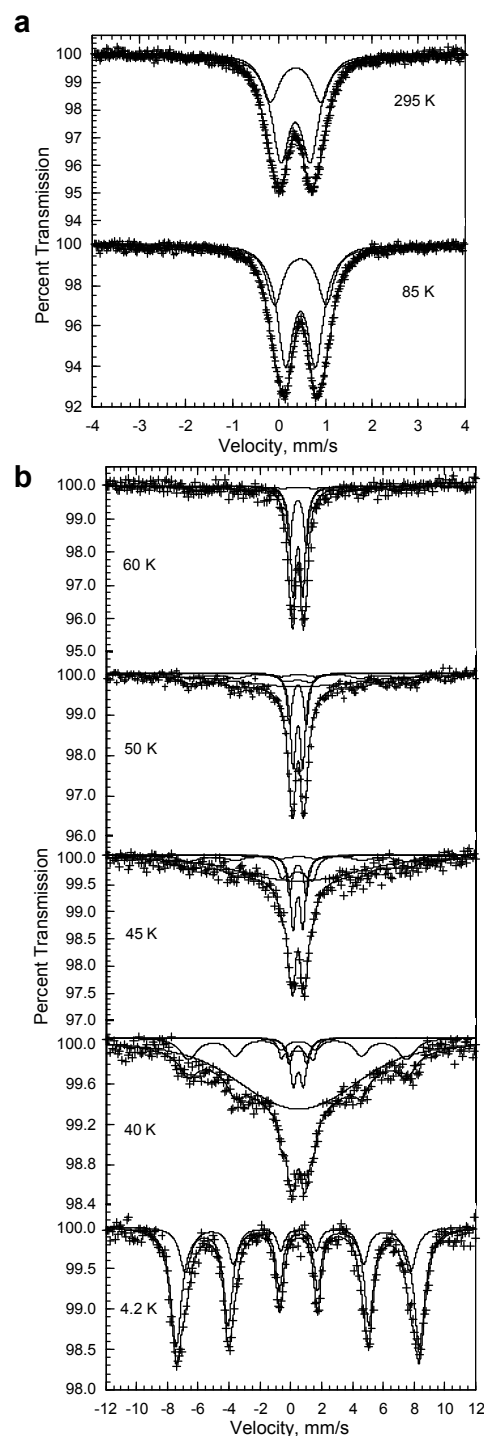 a
100
99
98
97
96
95
94
295 K
100
98
96
94
92
85 K
Percent Transmission
-4 -3 -2 -1 0 1 2 3 4
Velocity, mm/s
b
100.0
99.0
98.0
97.0
96.0
95.0
60 K
100.0
99.0
98.0
97.0
96.0
50 K
100.0
99.5
99.0
98.5
98.0
97.5
97.0
45 K
100.0
99.6
99.2
98.8
98.4
40 K
100.0
99.5
99.0
98.5
98.0
4.2 K
Percent Transmission
-12 -10 -8 -6 -4 -2 0 2 4 6 8 10 12
Velocity, mm/s